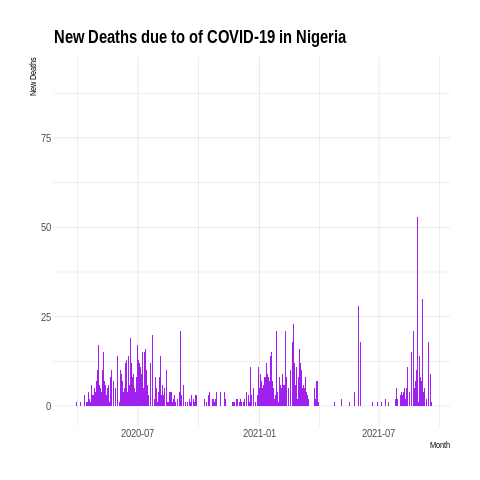 New Deaths due to of COVID-19 in Nigeria
New Deaths
75
50
25
0
2020-07
2021-01
2021-07
Month